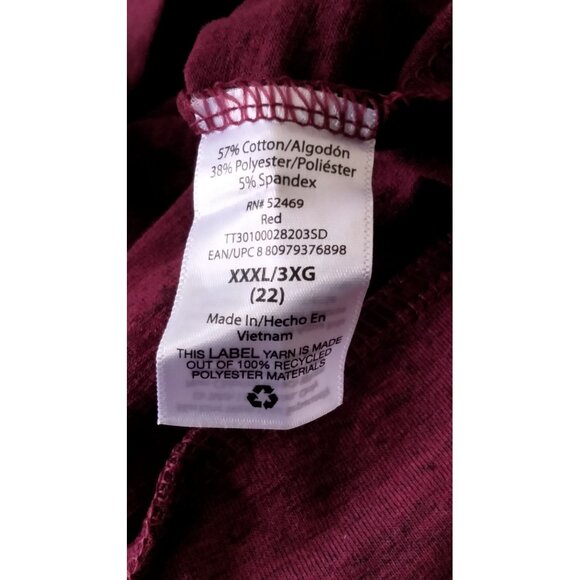 57% Cotton/Algodón
38% Polyester/Poliéster
5% Spandex
RN# 52469
Red
TT30100028203SD
EAN/UPC 8 80979376898
XXXL/3XG
(22)
Made In/Hecho En
Vietnam
THIS LABEL YARN IS MADE
OUT OF 100% RECYCLED
POLYESTER MATERIALS